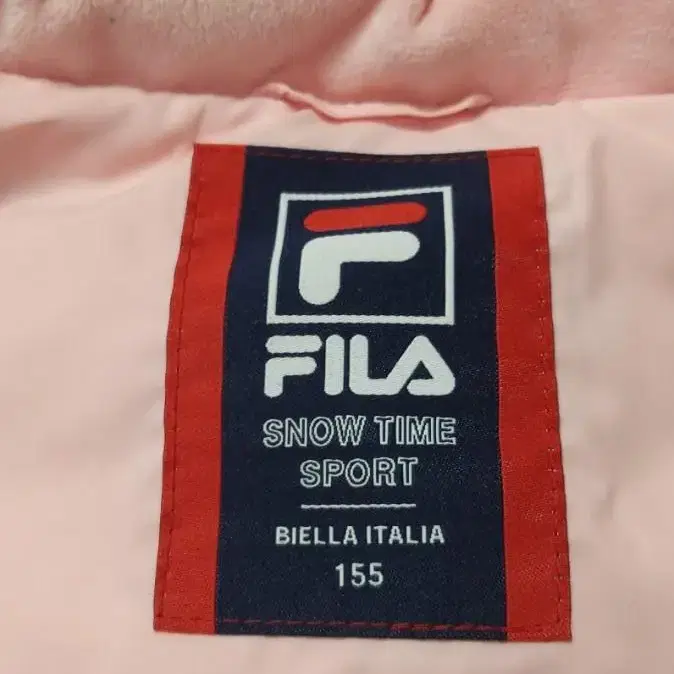 F
FILA
SNOW TIME
SPORT
BIELLA ITALIA
155